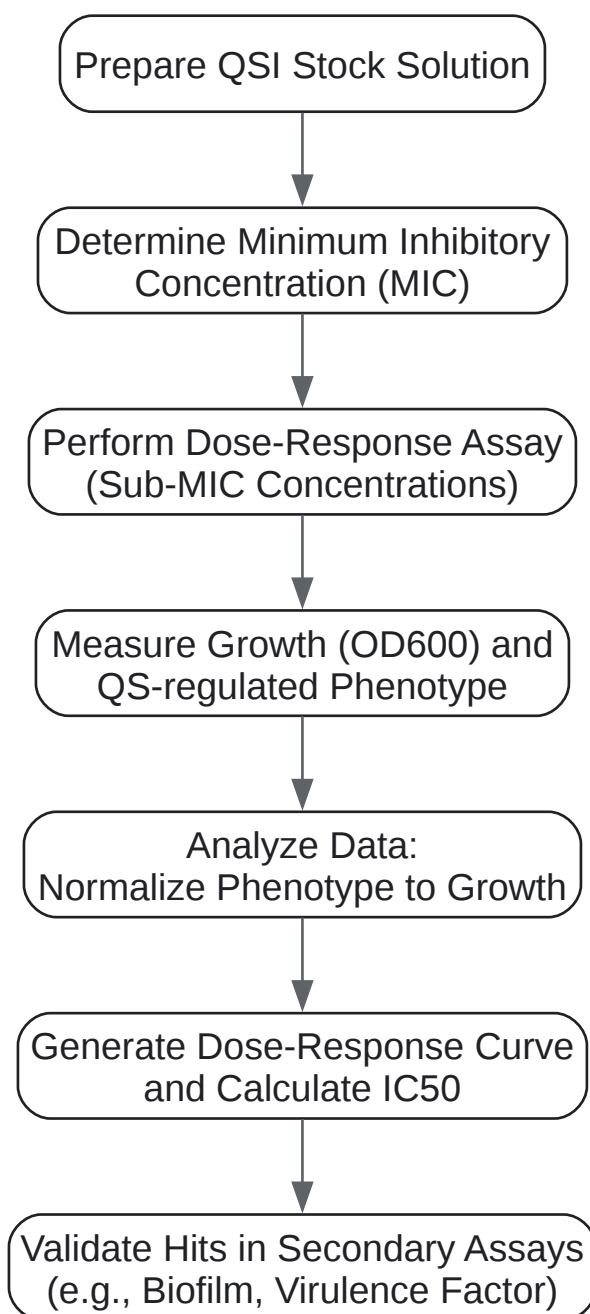 Prepare QSI Stock Solution
Determine Minimum Inhibitory
Concentration (MIC)
Perform Dose-Response Assay
(Sub-MIC Concentrations)
Measure Growth (OD600) and
QS-regulated Phenotype
Analyze Data:
Normalize Phenotype to Growth
Generate Dose-Response Curve
and Calculate IC50
Validate Hits in Secondary Assays
(e.g., Biofilm, Virulence Factor)